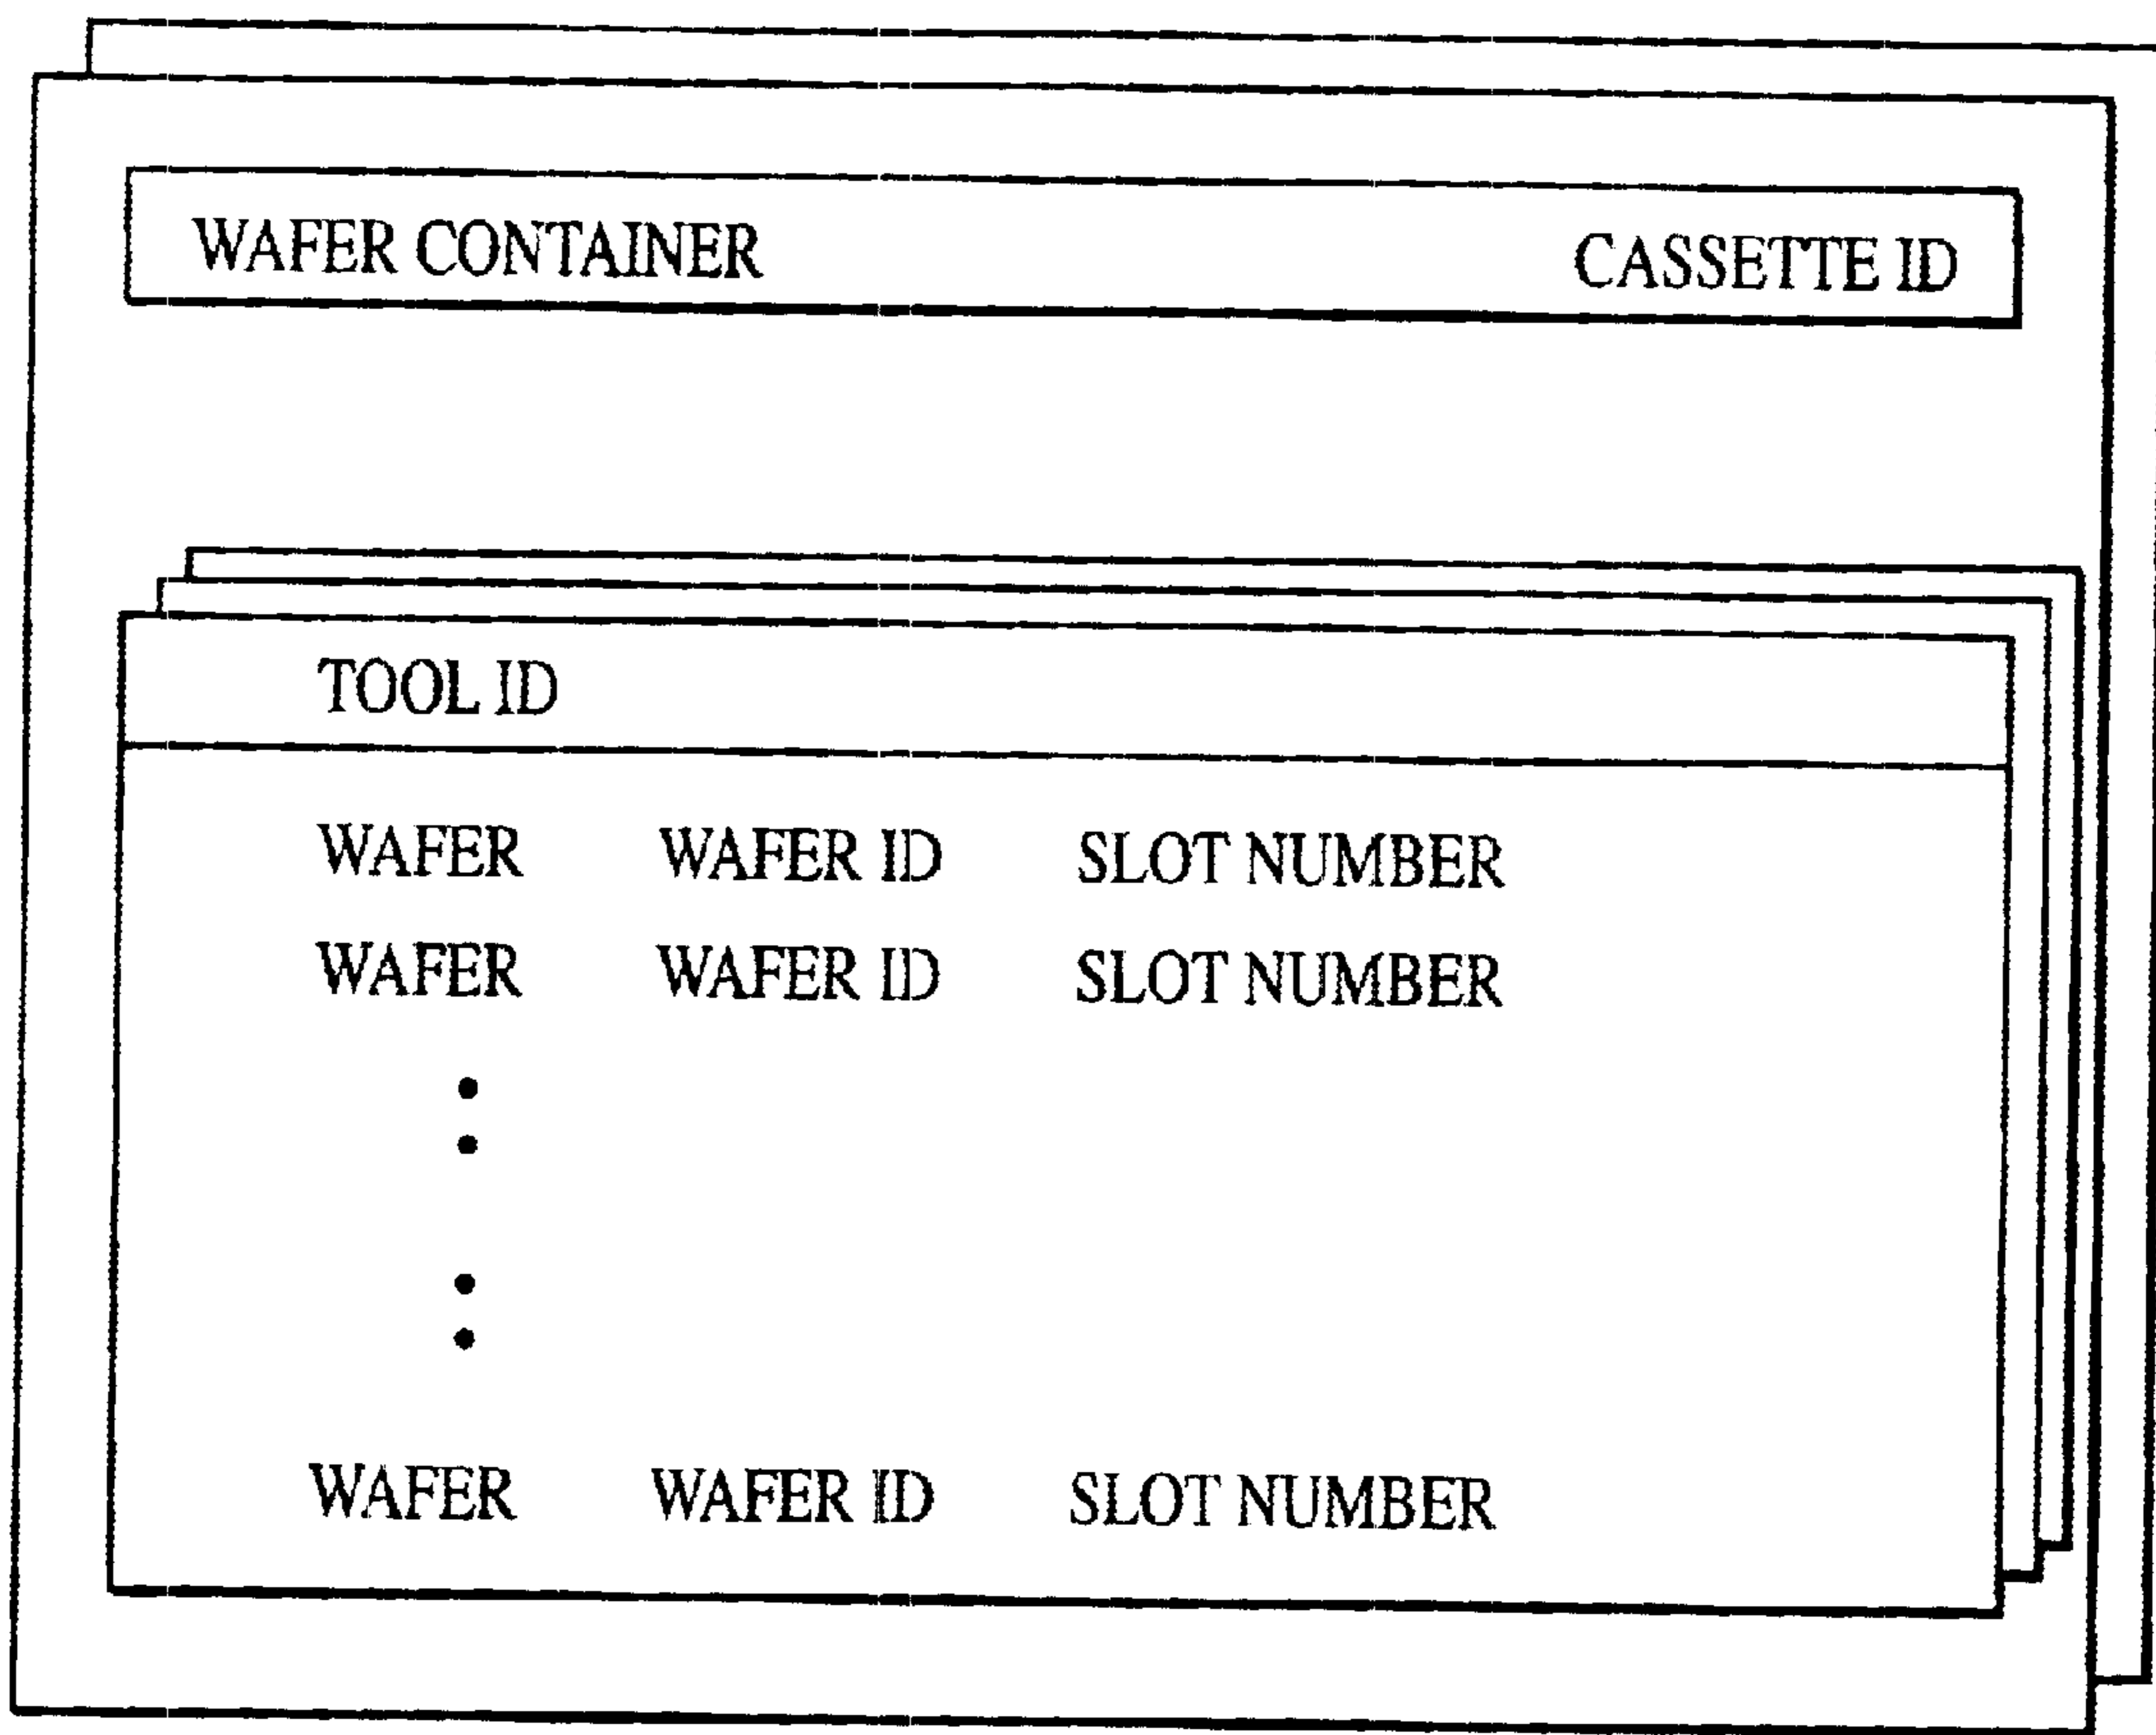 WAFER CONTAINER CASSETTE ID
TOOL ID
WAFER WAFER ID SLOT NUMBER
WAFER WAFER ID SLOT NUMBER
WAFER WAFER ID SLOT NUMBER